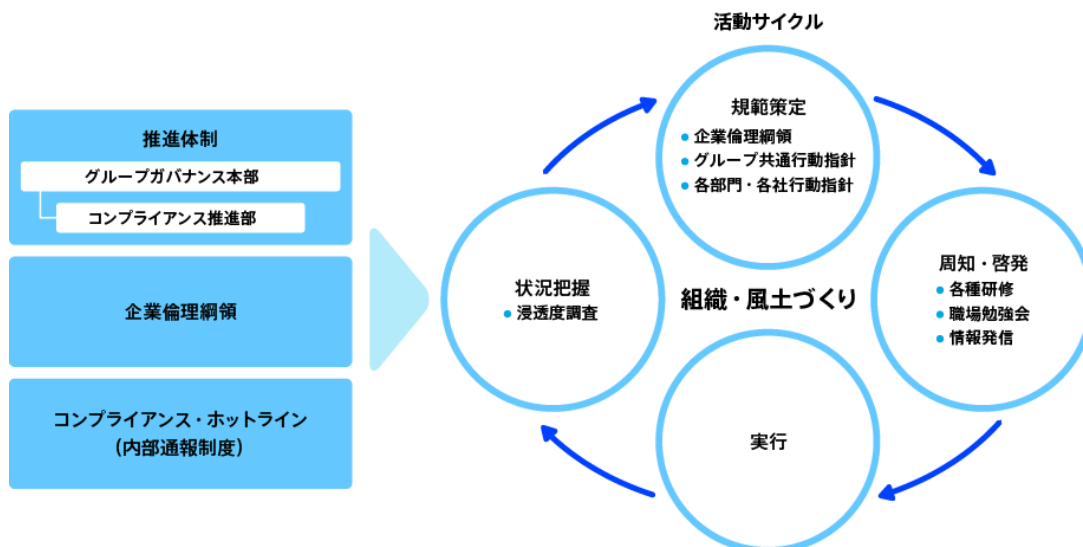 推進体制
グループガバナンス本部
コンプライアンス推進部
企業倫理綱領
コンプライアンス・ホットライン
（内部通報制度）
活動サイクル
規範策定
● 企業倫理綱領
● グループ共通行動指針
● 各部門・各社行動指針
周知・啓発
● 各種研修
● 職場勉強会
● 情報発信
実行
状況把握
● 浸透度調査
組織・風土づくり